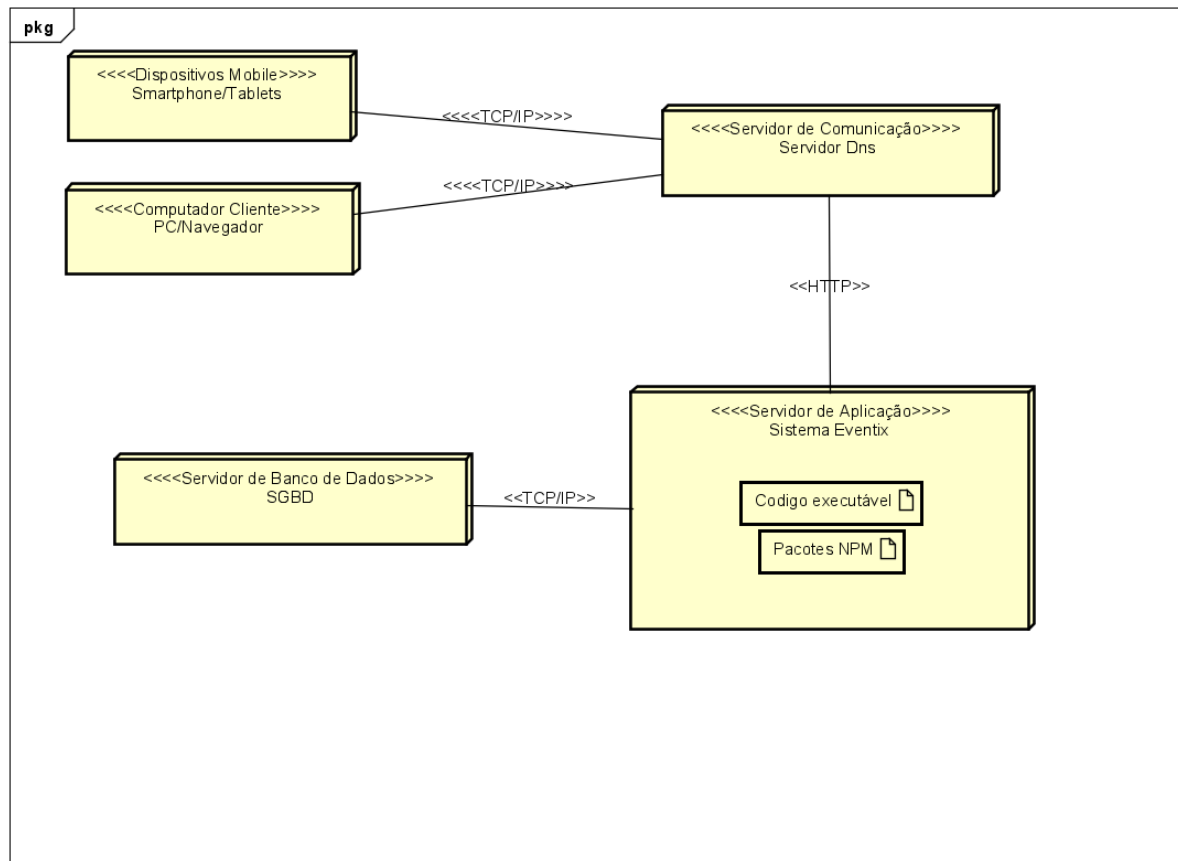 pkg
<<<<Dispositivos Mobile>>>>
Smartphone/Tablets
<<<<TCP/IP>>>>
<<<<Servidor de Comunicação>>>>
Servidor Dns
<<<<Computador Cliente>>>>
PC/Navegador
<<<<TCP/IP>>>>
<<HTTP>>
<<<<Servidor de Aplicação>>>>
Sistema Eventix
<<<<Servidor de Banco de Dados>>>>
SGBD
<<TCP/IP>>
Codigo executável
Pacotes NPM